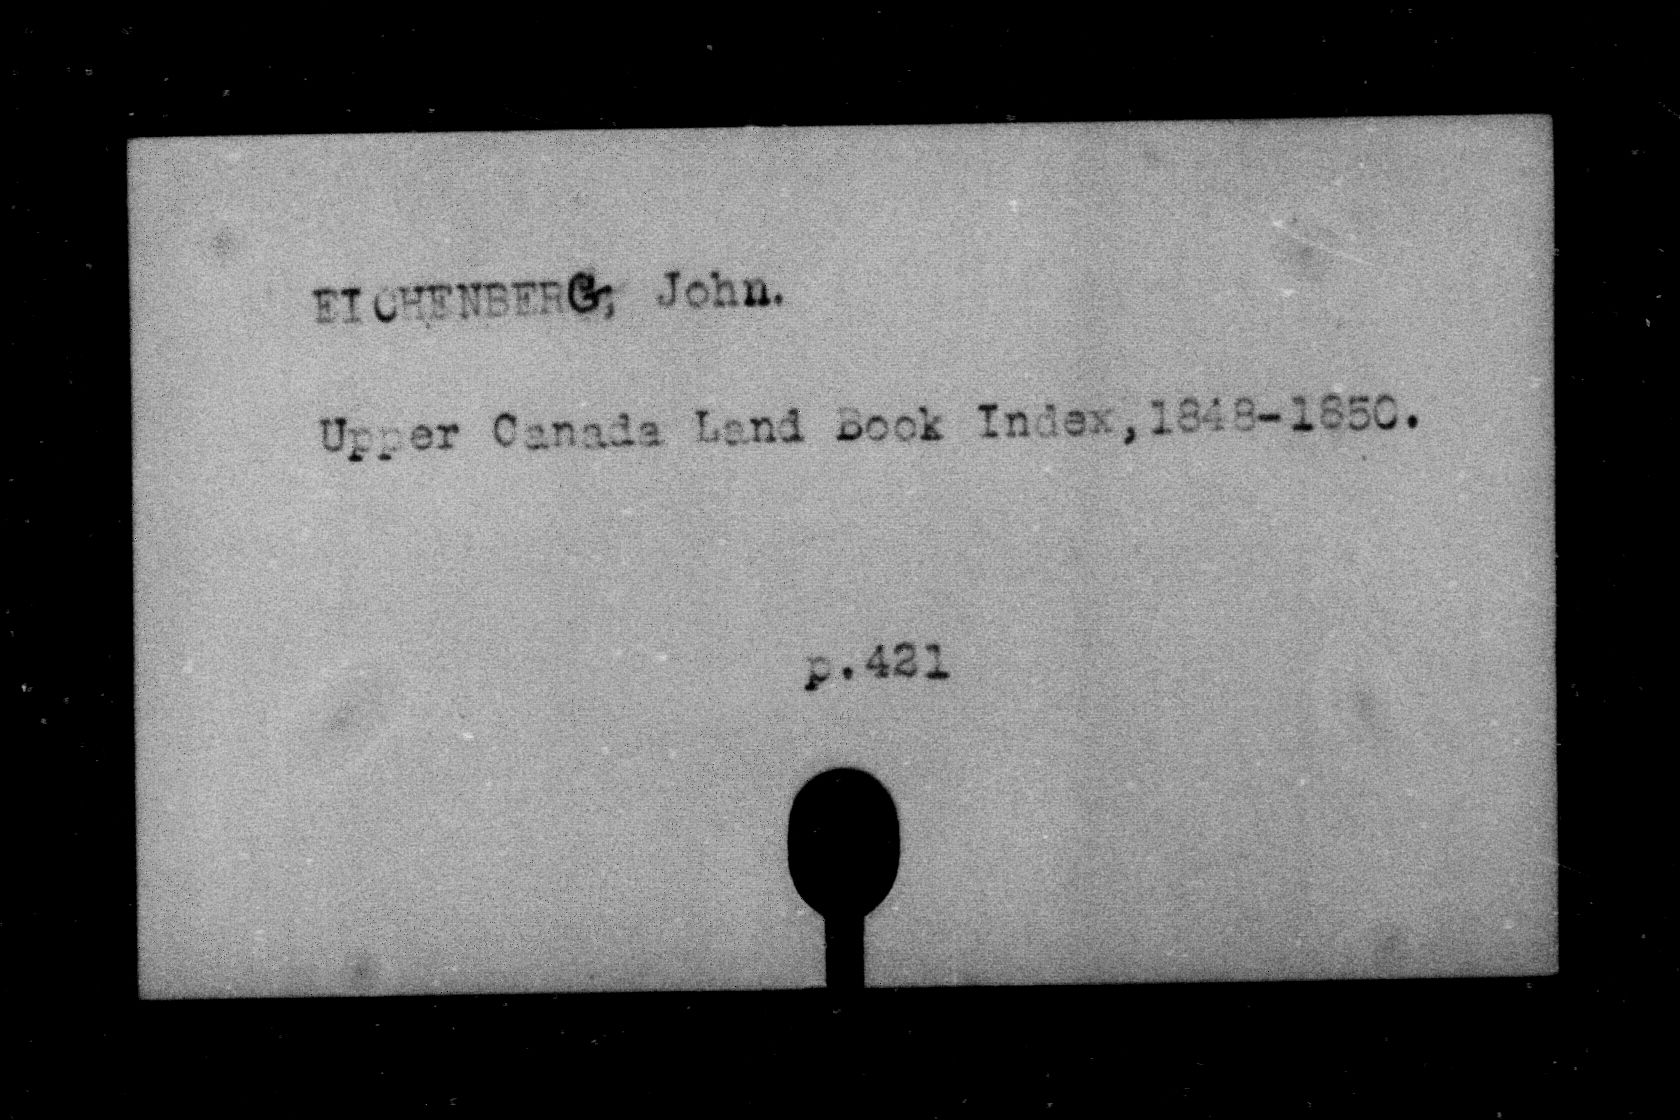 EICHENBERG, John.
Upper Canada Land Book Index,1848-1850.
p.421